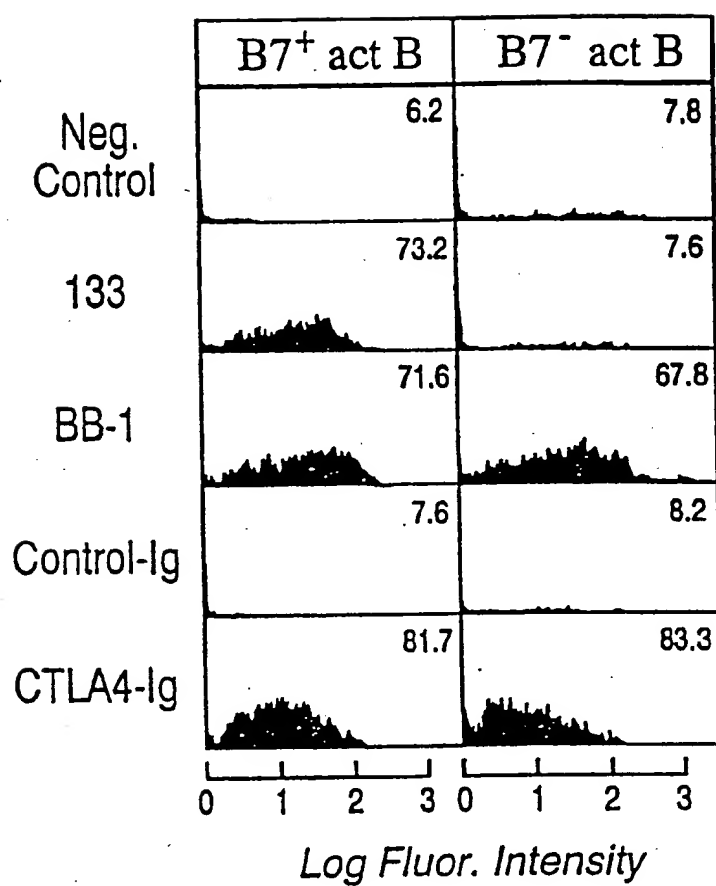 B7+ act B B7- act B
Neg. Control 6.2 7.8
133 73.2 7.6
BB-1 71.6 67.8
Control-Ig 7.6 8.2
CTLA4-Ig 81.7 83.3
0 1 2 3 0 1 2 3
Log Fluor. Intensity